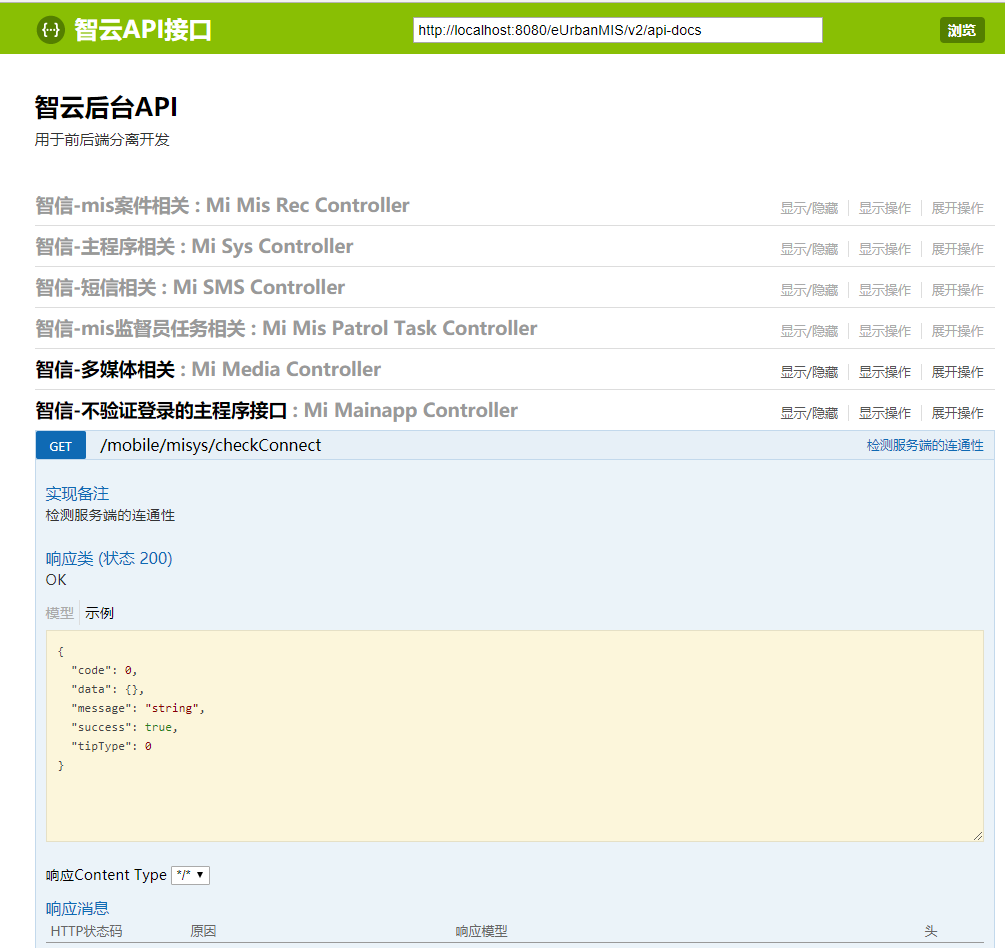 {···} 智云API接口 http://localhost:8080/eUrbanMIS/v2/api-docs 浏览
智云后台API
用于前后端分离开发
智信-mis案件相关 : Mi Mis Rec Controller 显示/隐藏 显示操作 展开操作
智信-主程序相关 : Mi Sys Controller 显示/隐藏 显示操作 展开操作
智信-短信相关 : Mi SMS Controller 显示/隐藏 显示操作 展开操作
智信-mis监督员任务相关 : Mi Mis Patrol Task Controller 显示/隐藏 显示操作 展开操作
智信-多媒体相关 : Mi Media Controller 显示/隐藏 显示操作 展开操作
智信-不验证登录的主程序接口 : Mi Mainapp Controller 显示/隐藏 显示操作 展开操作
GET /mobile/misys/checkConnect 检测服务端的连通性
实现备注
检测服务端的连通性
响应类 (状态 200)
OK
模型 示例
{
"code": 0,
"data": {},
"message": "string",
"success": true,
"tipType": 0
}
响应Content Type */*
响应消息
HTTP状态码 原因 响应模型 头